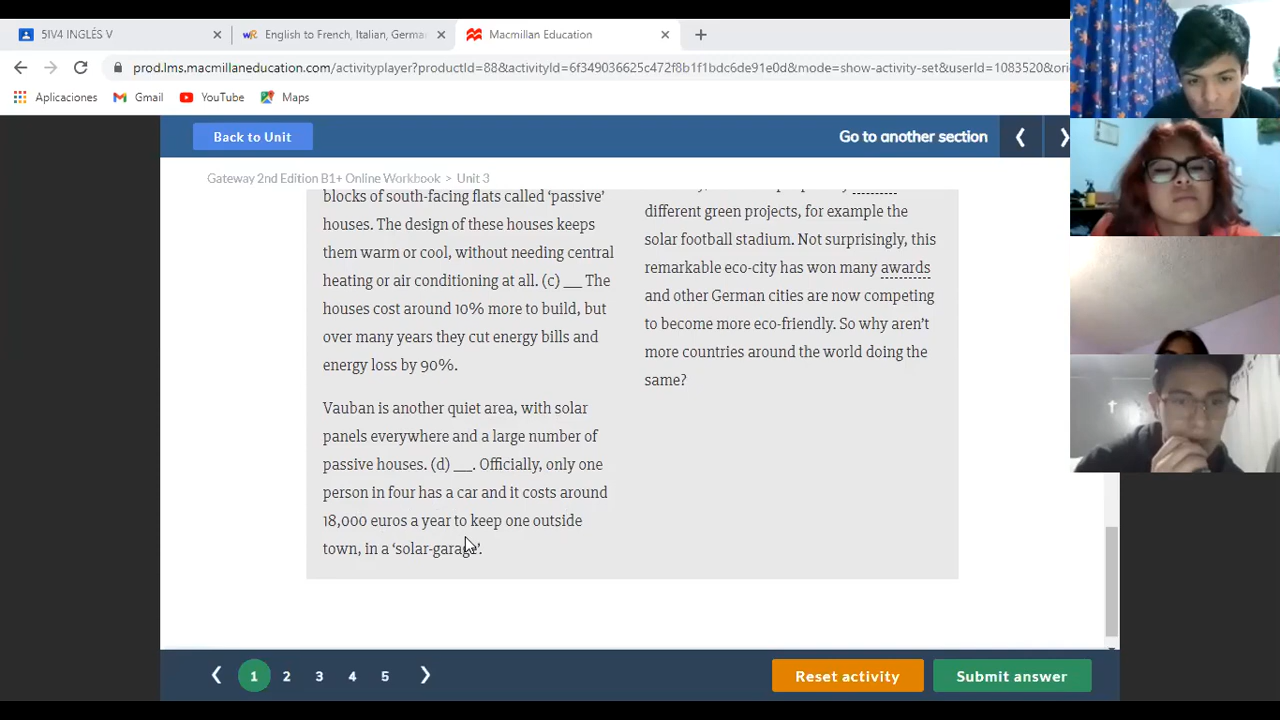 5IV4 INGLÉS V
English to French, Italian, Germa
Macmillan Education
prod.lms.macmillaneducation.com/activityplayer?productId=88&activityId=6f349036625c472f8b1f1bdc6de91e0d&mode=show-activity-set&userId=1083520&ori
Aplicaciones
Gmail
YouTube
Maps
Back to Unit
Go to another section
Gateway 2nd Edition B1+ Online Workbook > Unit 3
blocks of south-facing flats called ‘passive’
houses. The design of these houses keeps
them warm or cool, without needing central
heating or air conditioning at all. (c) __ The
houses cost around 10% more to build, but
over many years they cut energy bills and
energy loss by 90%.
Vauban is another quiet area, with solar
panels everywhere and a large number of
passive houses. (d) __. Officially, only one
person in four has a car and it costs around
18,000 euros a year to keep one outside
town, in a ‘solar-garage’.
different green projects, for example the
solar football stadium. Not surprisingly, this
remarkable eco-city has won many awards
and other German cities are now competing
to become more eco-friendly. So why aren’t
more countries around the world doing the
same?
1 2 3 4 5
Reset activity
Submit answer